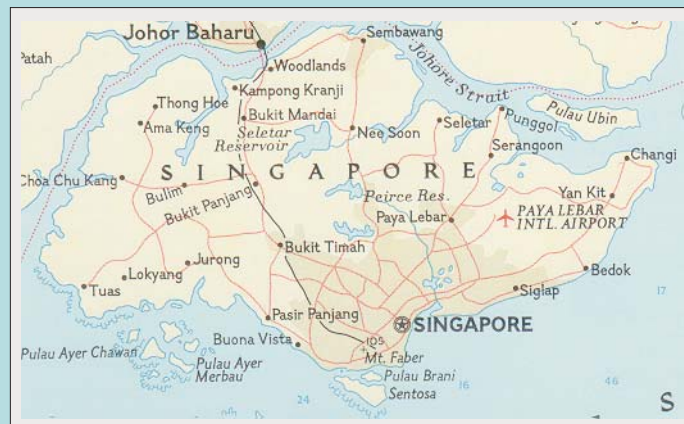 Johor Baharu
Sembawang
Johore Strait
Patah
Woodlands
Kampong Kranji
Thong Hoe
Bukit Mandai
Ama Keng
Seletar
Reservoir
Nee Soon
Seletar
Punggol
Pulau Ubin
Serangoon
Changi
SINGAPORE
Choa Chu Kang
Bulim
Bukit Panjang
Peirce Res.
Yan Kit
Paya Lebar
PAYA LEBAR
INTL. AIRPORT
Bukit Timah
Jurong
Lokyang
Tuas
Bedok
Siglap
17
Pasir Panjang
SINGAPORE
Buona Vista
105
Mt. Faber
Pulau Ayer Chawan
Pulau Ayer
Merbau
Pulau Brani
Sentosa
16
46
24
S